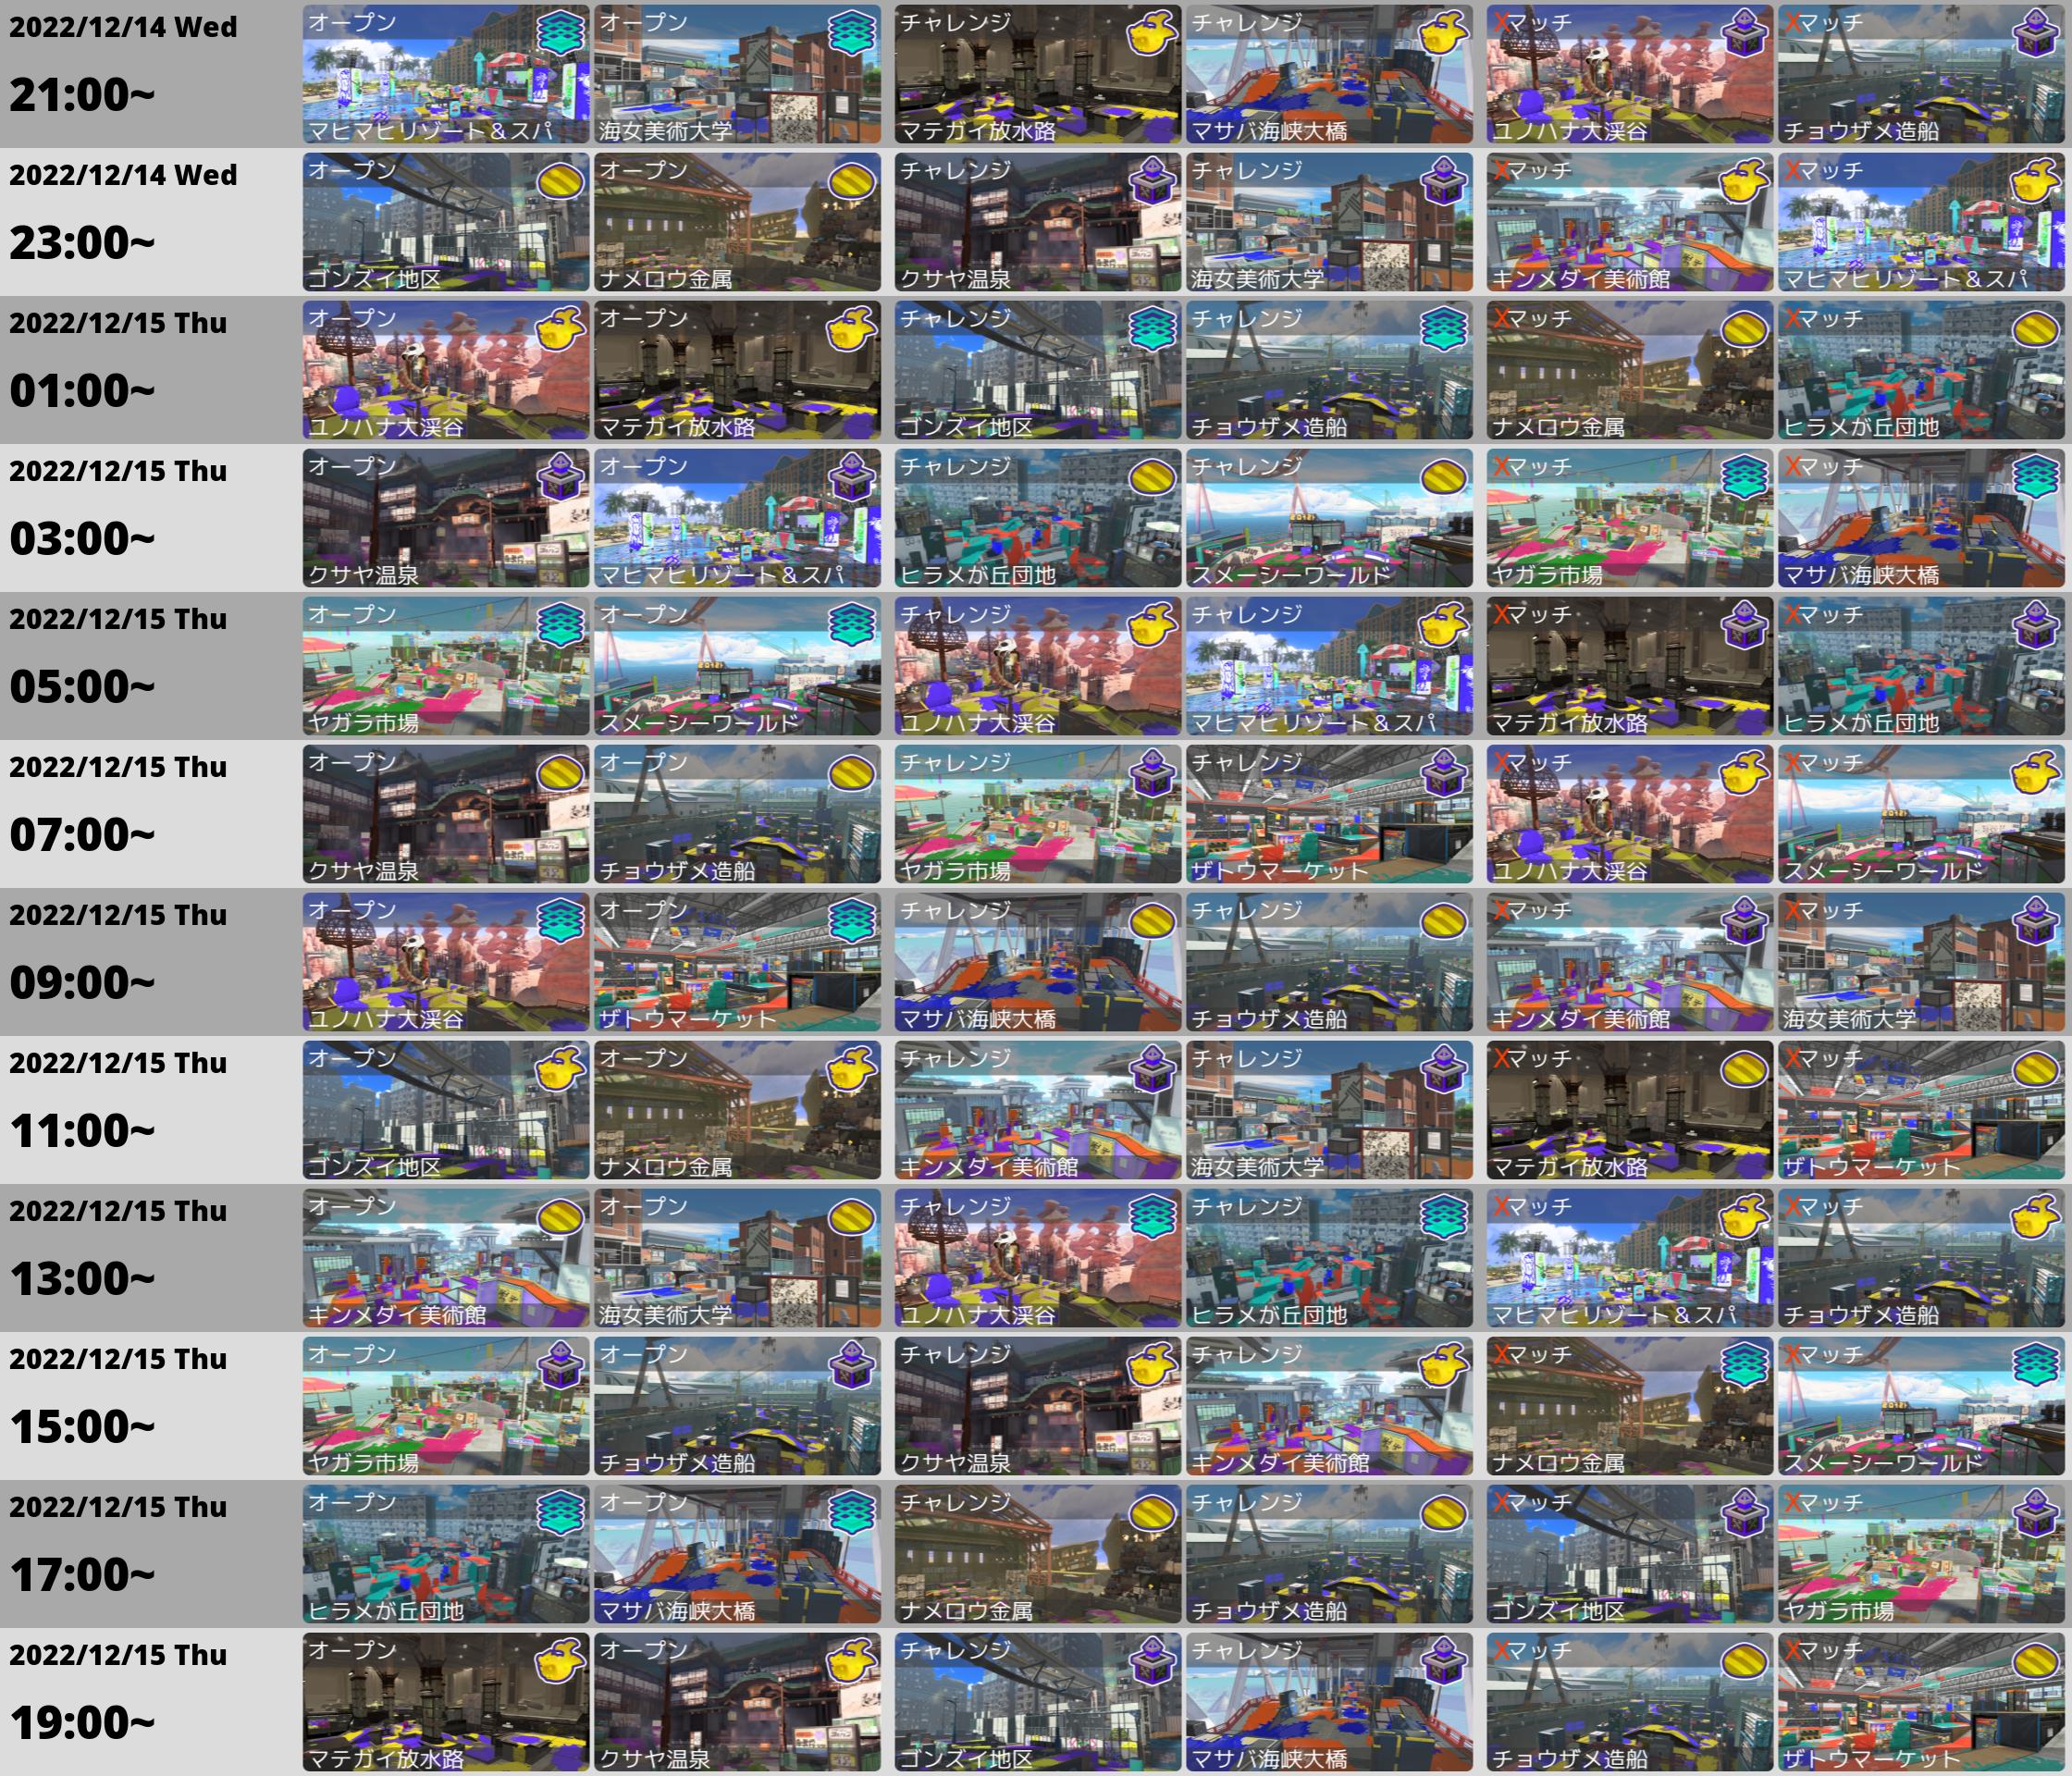 2022/12/14 Wed
21:00~
オープン
マヒマヒリゾート＆スパ
オープン
海女美術大学
チャレンジ
マテガイ放水路
チャレンジ
マサバ海峡大橋
Xマッチ
ユノハナ大渓谷
Xマッチ
チョウザメ造船
2022/12/14 Wed
23:00~
オープン
ゴンズイ地区
オープン
ナメロウ金属
チャレンジ
クサヤ温泉
チャレンジ
海女美術大学
Xマッチ
キンメダイ美術館
Xマッチ
マヒマヒリゾート＆スパ
2022/12/15 Thu
01:00~
オープン
ユノハナ大渓谷
オープン
マテガイ放水路
チャレンジ
ゴンズイ地区
チャレンジ
チョウザメ造船
Xマッチ
ナメロウ金属
Xマッチ
ヒラメが丘団地
2022/12/15 Thu
03:00~
オープン
クサヤ温泉
オープン
マヒマヒリゾート＆スパ
チャレンジ
ヒラメが丘団地
チャレンジ
スメーシーワールド
Xマッチ
ヤガラ市場
Xマッチ
マサバ海峡大橋
2022/12/15 Thu
05:00~
オープン
ヤガラ市場
オープン
スメーシーワールド
チャレンジ
ユノハナ大渓谷
チャレンジ
マヒマヒリゾート＆スパ
Xマッチ
マテガイ放水路
Xマッチ
ヒラメが丘団地
2022/12/15 Thu
07:00~
オープン
クサヤ温泉
オープン
チョウザメ造船
チャレンジ
ヤガラ市場
チャレンジ
ザトウマーケット
Xマッチ
ユノハナ大渓谷
Xマッチ
スメーシーワールド
2022/12/15 Thu
09:00~
オープン
ユノハナ大渓谷
オープン
ザトウマーケット
チャレンジ
マサバ海峡大橋
チャレンジ
チョウザメ造船
Xマッチ
キンメダイ美術館
Xマッチ
海女美術大学
2022/12/15 Thu
11:00~
オープン
ゴンズイ地区
オープン
ナメロウ金属
チャレンジ
キンメダイ美術館
チャレンジ
海女美術大学
Xマッチ
マテガイ放水路
Xマッチ
ザトウマーケット
2022/12/15 Thu
13:00~
オープン
キンメダイ美術館
オープン
海女美術大学
チャレンジ
ユノハナ大渓谷
チャレンジ
ヒラメが丘団地
Xマッチ
マヒマヒリゾート＆スパ
Xマッチ
チョウザメ造船
2022/12/15 Thu
15:00~
オープン
ヤガラ市場
オープン
チョウザメ造船
チャレンジ
クサヤ温泉
チャレンジ
キンメダイ美術館
Xマッチ
ナメロウ金属
Xマッチ
スメーシーワールド
2022/12/15 Thu
17:00~
オープン
ヒラメが丘団地
オープン
マサバ海峡大橋
チャレンジ
ナメロウ金属
チャレンジ
チョウザメ造船
Xマッチ
ゴンズイ地区
Xマッチ
ヤガラ市場
2022/12/15 Thu
19:00~
オープン
マテガイ放水路
オープン
クサヤ温泉
チャレンジ
ゴンズイ地区
チャレンジ
マサバ海峡大橋
Xマッチ
チョウザメ造船
Xマッチ
ザトウマーケット